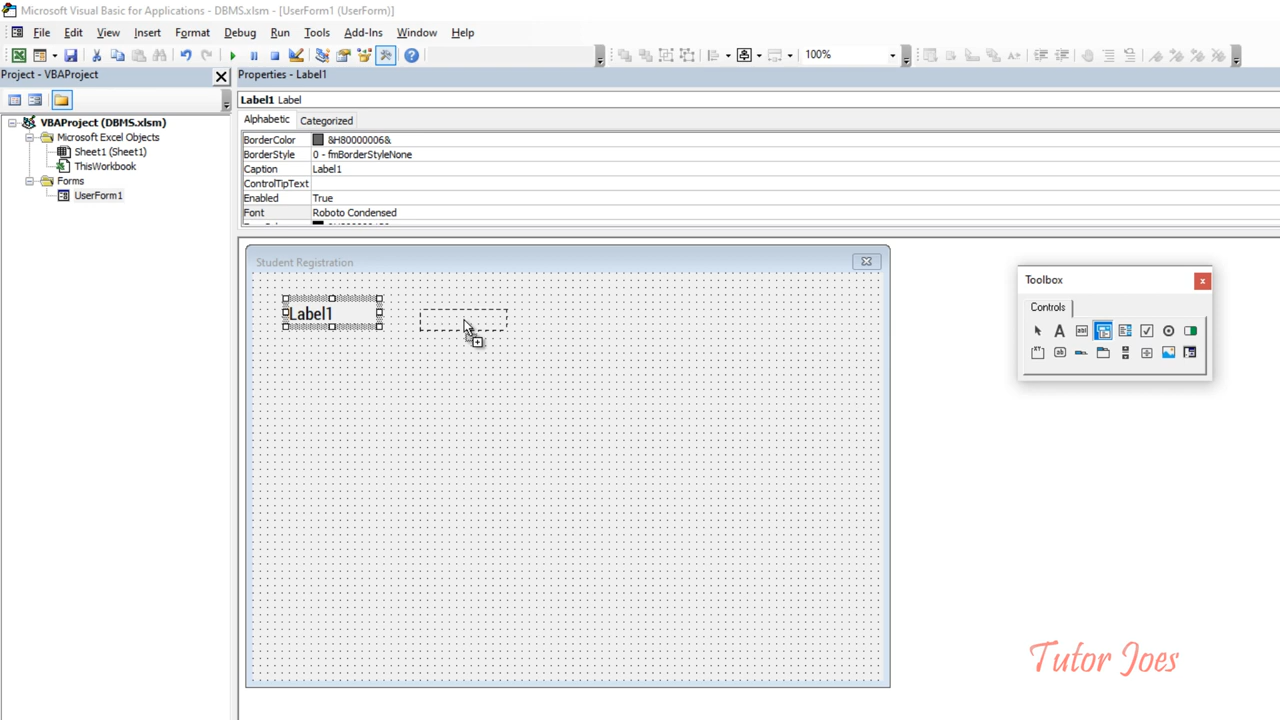 Microsoft Visual Basic for Applications - DBMS.xlsm - [UserForm1 (UserForm)]
File Edit View Insert Format Debug Run Tools Add-Ins Window Help
100%
Project - VBAProject
Properties - Label1
Label1 Label
Alphabetic Categorized
VBAProject (DBMS.xlsm)
Microsoft Excel Objects
Sheet1 (Sheet1)
ThisWorkbook
Forms
UserForm1
BorderColor &H80000006&
BorderStyle 0 - fmBorderStyleNone
Caption Label1
ControlTipText
Enabled True
Font Roboto Condensed
Student Registration
Label1
Toolbox
Controls
Tutor Joes